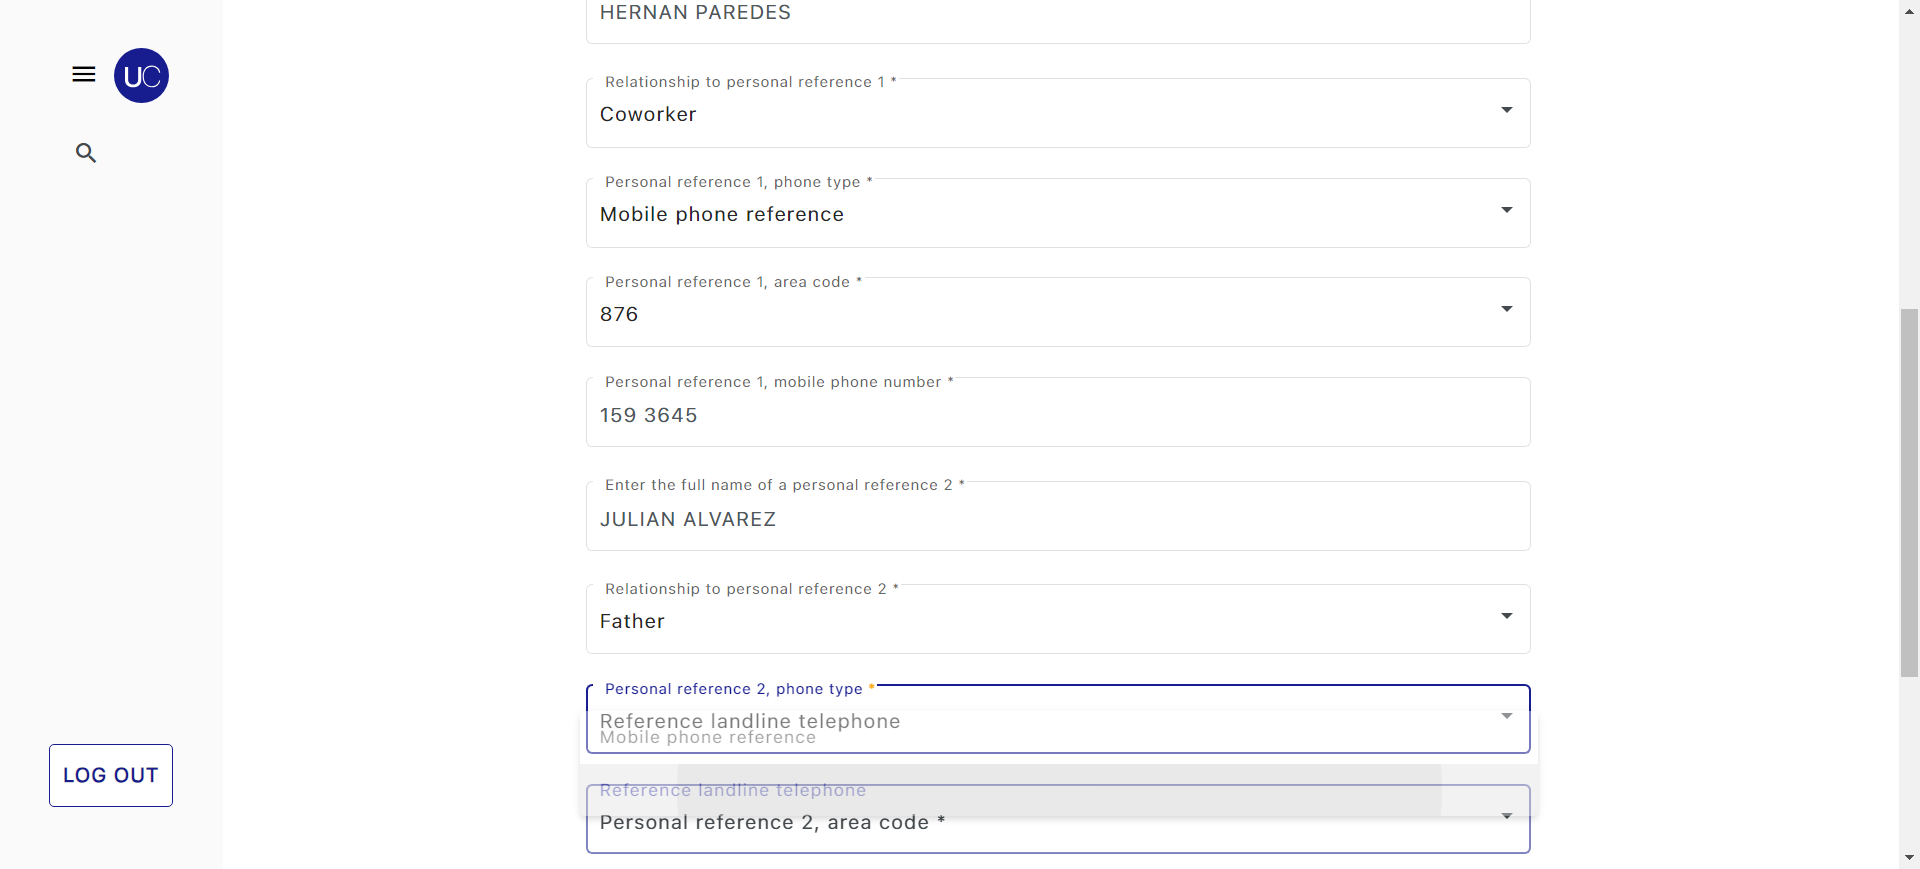 HERNAN PAREDES
UC
Relationship to personal reference 1 *
Coworker
Personal reference 1, phone type *
Mobile phone reference
Personal reference 1, area code *
876
Personal reference 1, mobile phone number *
159 3645
Enter the full name of a personal reference 2 *
JULIAN ALVAREZ
Relationship to personal reference 2 *
Father
Personal reference 2, phone type *
Reference landline telephone
Mobile phone reference
LOG OUT
Reference landline telephone
Personal reference 2, area code *